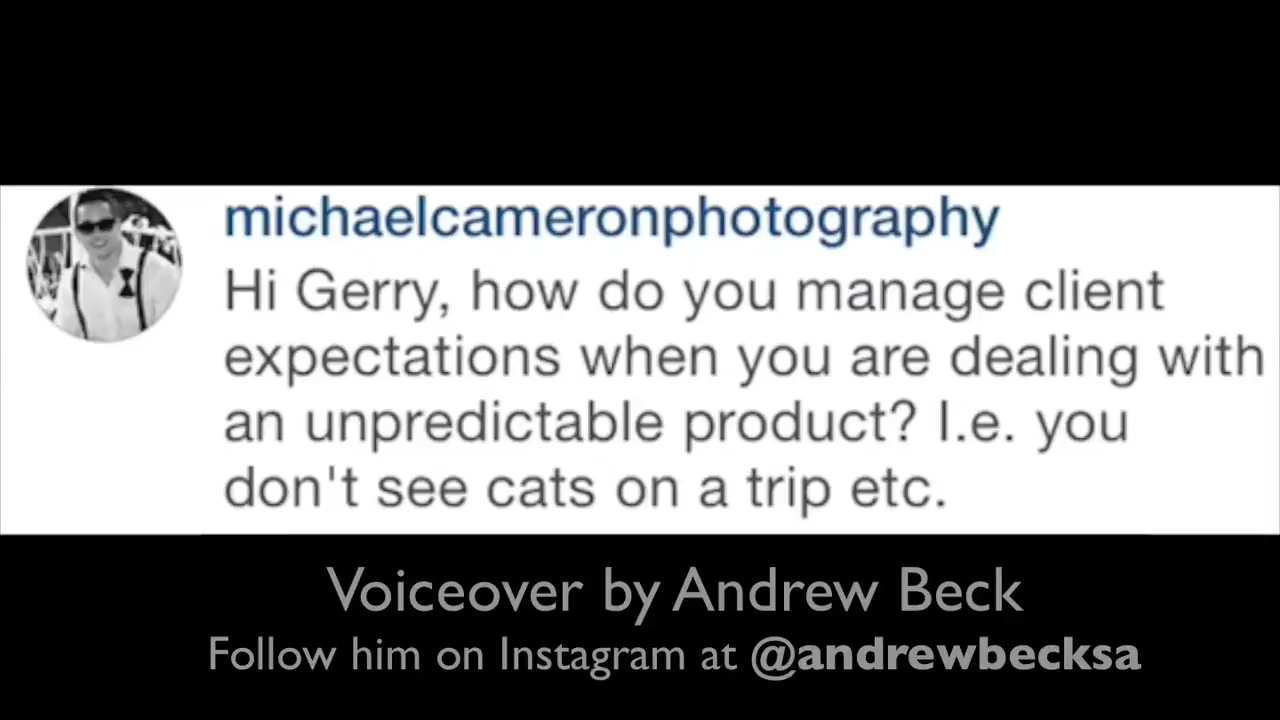 michaelcameronphotography
Hi Gerry, how do you manage client
expectations when you are dealing with
an unpredictable product? I.e. you
don't see cats on a trip etc.
Voiceover by Andrew Beck
Follow him on Instagram at @andrewbecksa